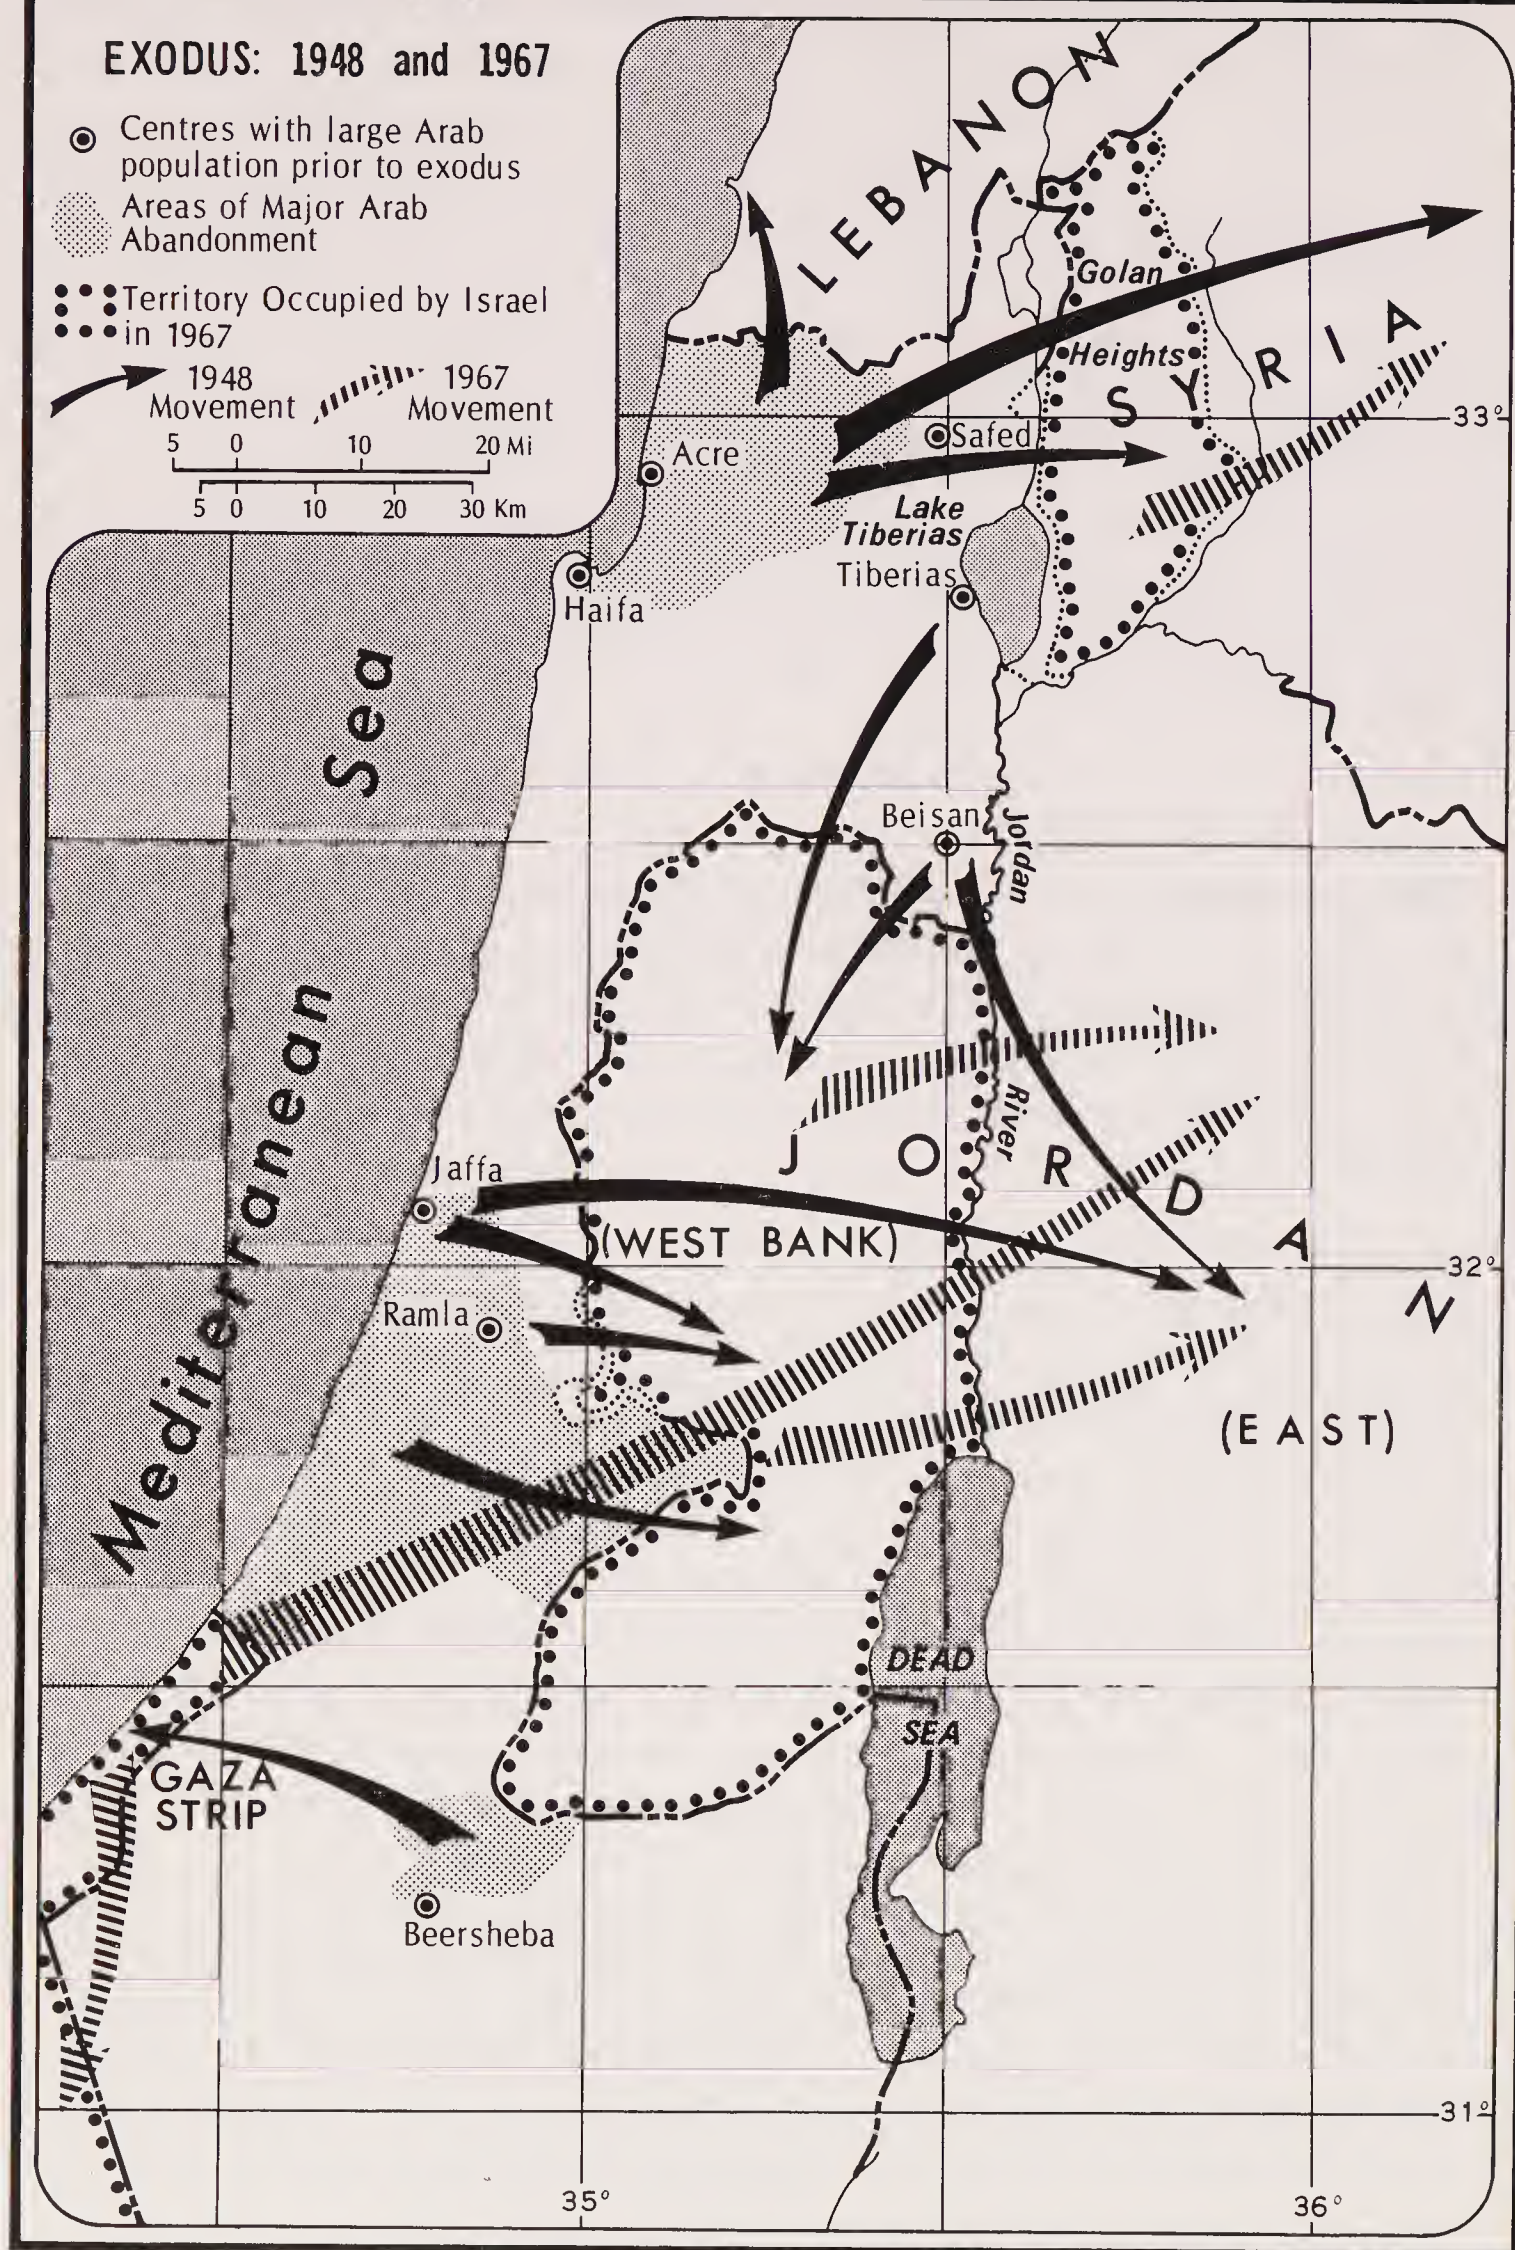 EXODUS: 1948 and 1967
Centres with large Arab
population prior to exodus
Areas of Major Arab
Abandonment
Territory Occupied by Israel
in 1967
1948
Movement
1967
Movement
5 0 10 20 Mi
5 0 10 20 30 Km
LEBANON
Golan
Heights
SYRIA
33°
Safed
Acre
Lake
Tiberias
Tiberias
Haifa
Mediterranean Sea
Beisan
Jordan
River
JORDAN
Jaffa
(WEST BANK)
32°
Ramla
(EAST)
DEAD
SEA
GAZA
STRIP
Beersheba
31°
35°
36°